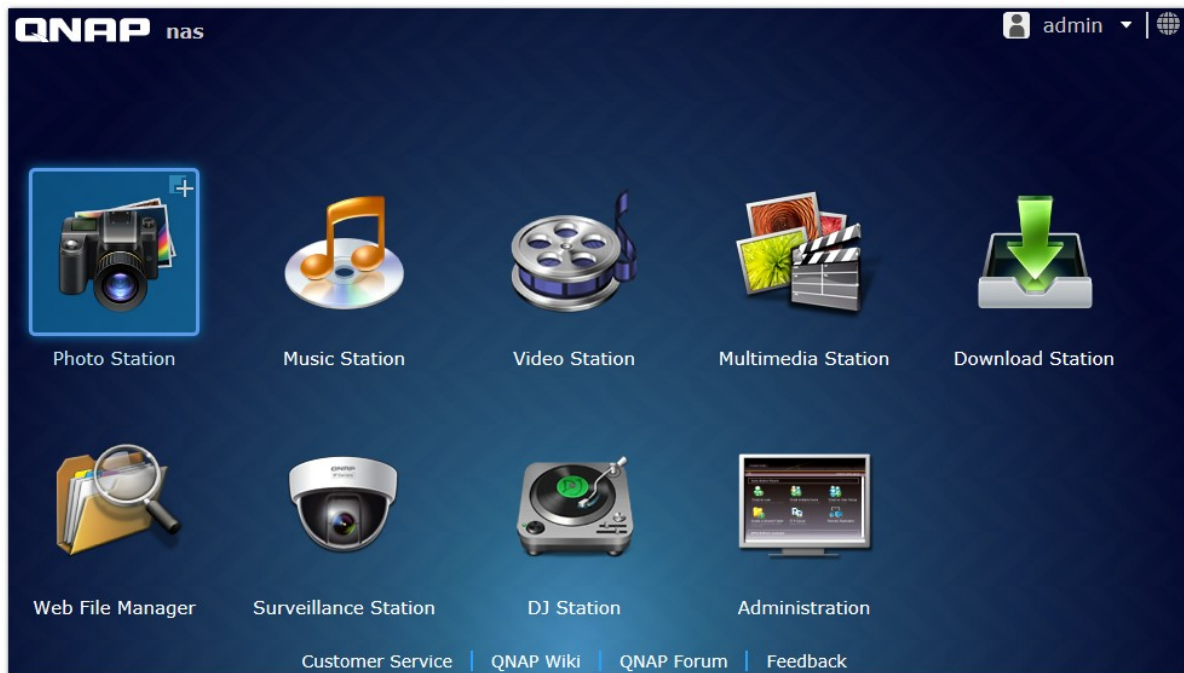 QNAP nas
admin
Photo Station
Music Station
Video Station
Multimedia Station
Download Station
QNAP
Web File Manager
Surveillance Station
DJ Station
Administration
Customer Service | QNAP Wiki | QNAP Forum | Feedback